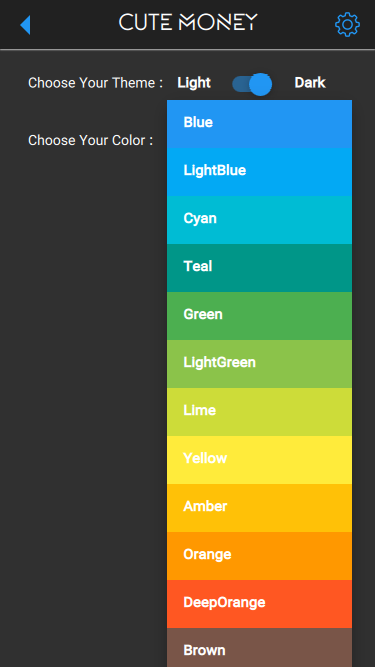 CUTE MONEY
Choose Your Theme : Light Dark
Choose Your Color :
Blue
LightBlue
Cyan
Teal
Green
LightGreen
Lime
Yellow
Amber
Orange
DeepOrange
Brown